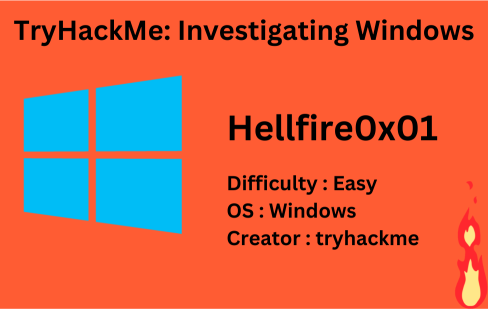 TryHackMe: Investigating Windows
Hellfire0x01
Difficulty : Easy
OS : Windows
Creator : tryhackme